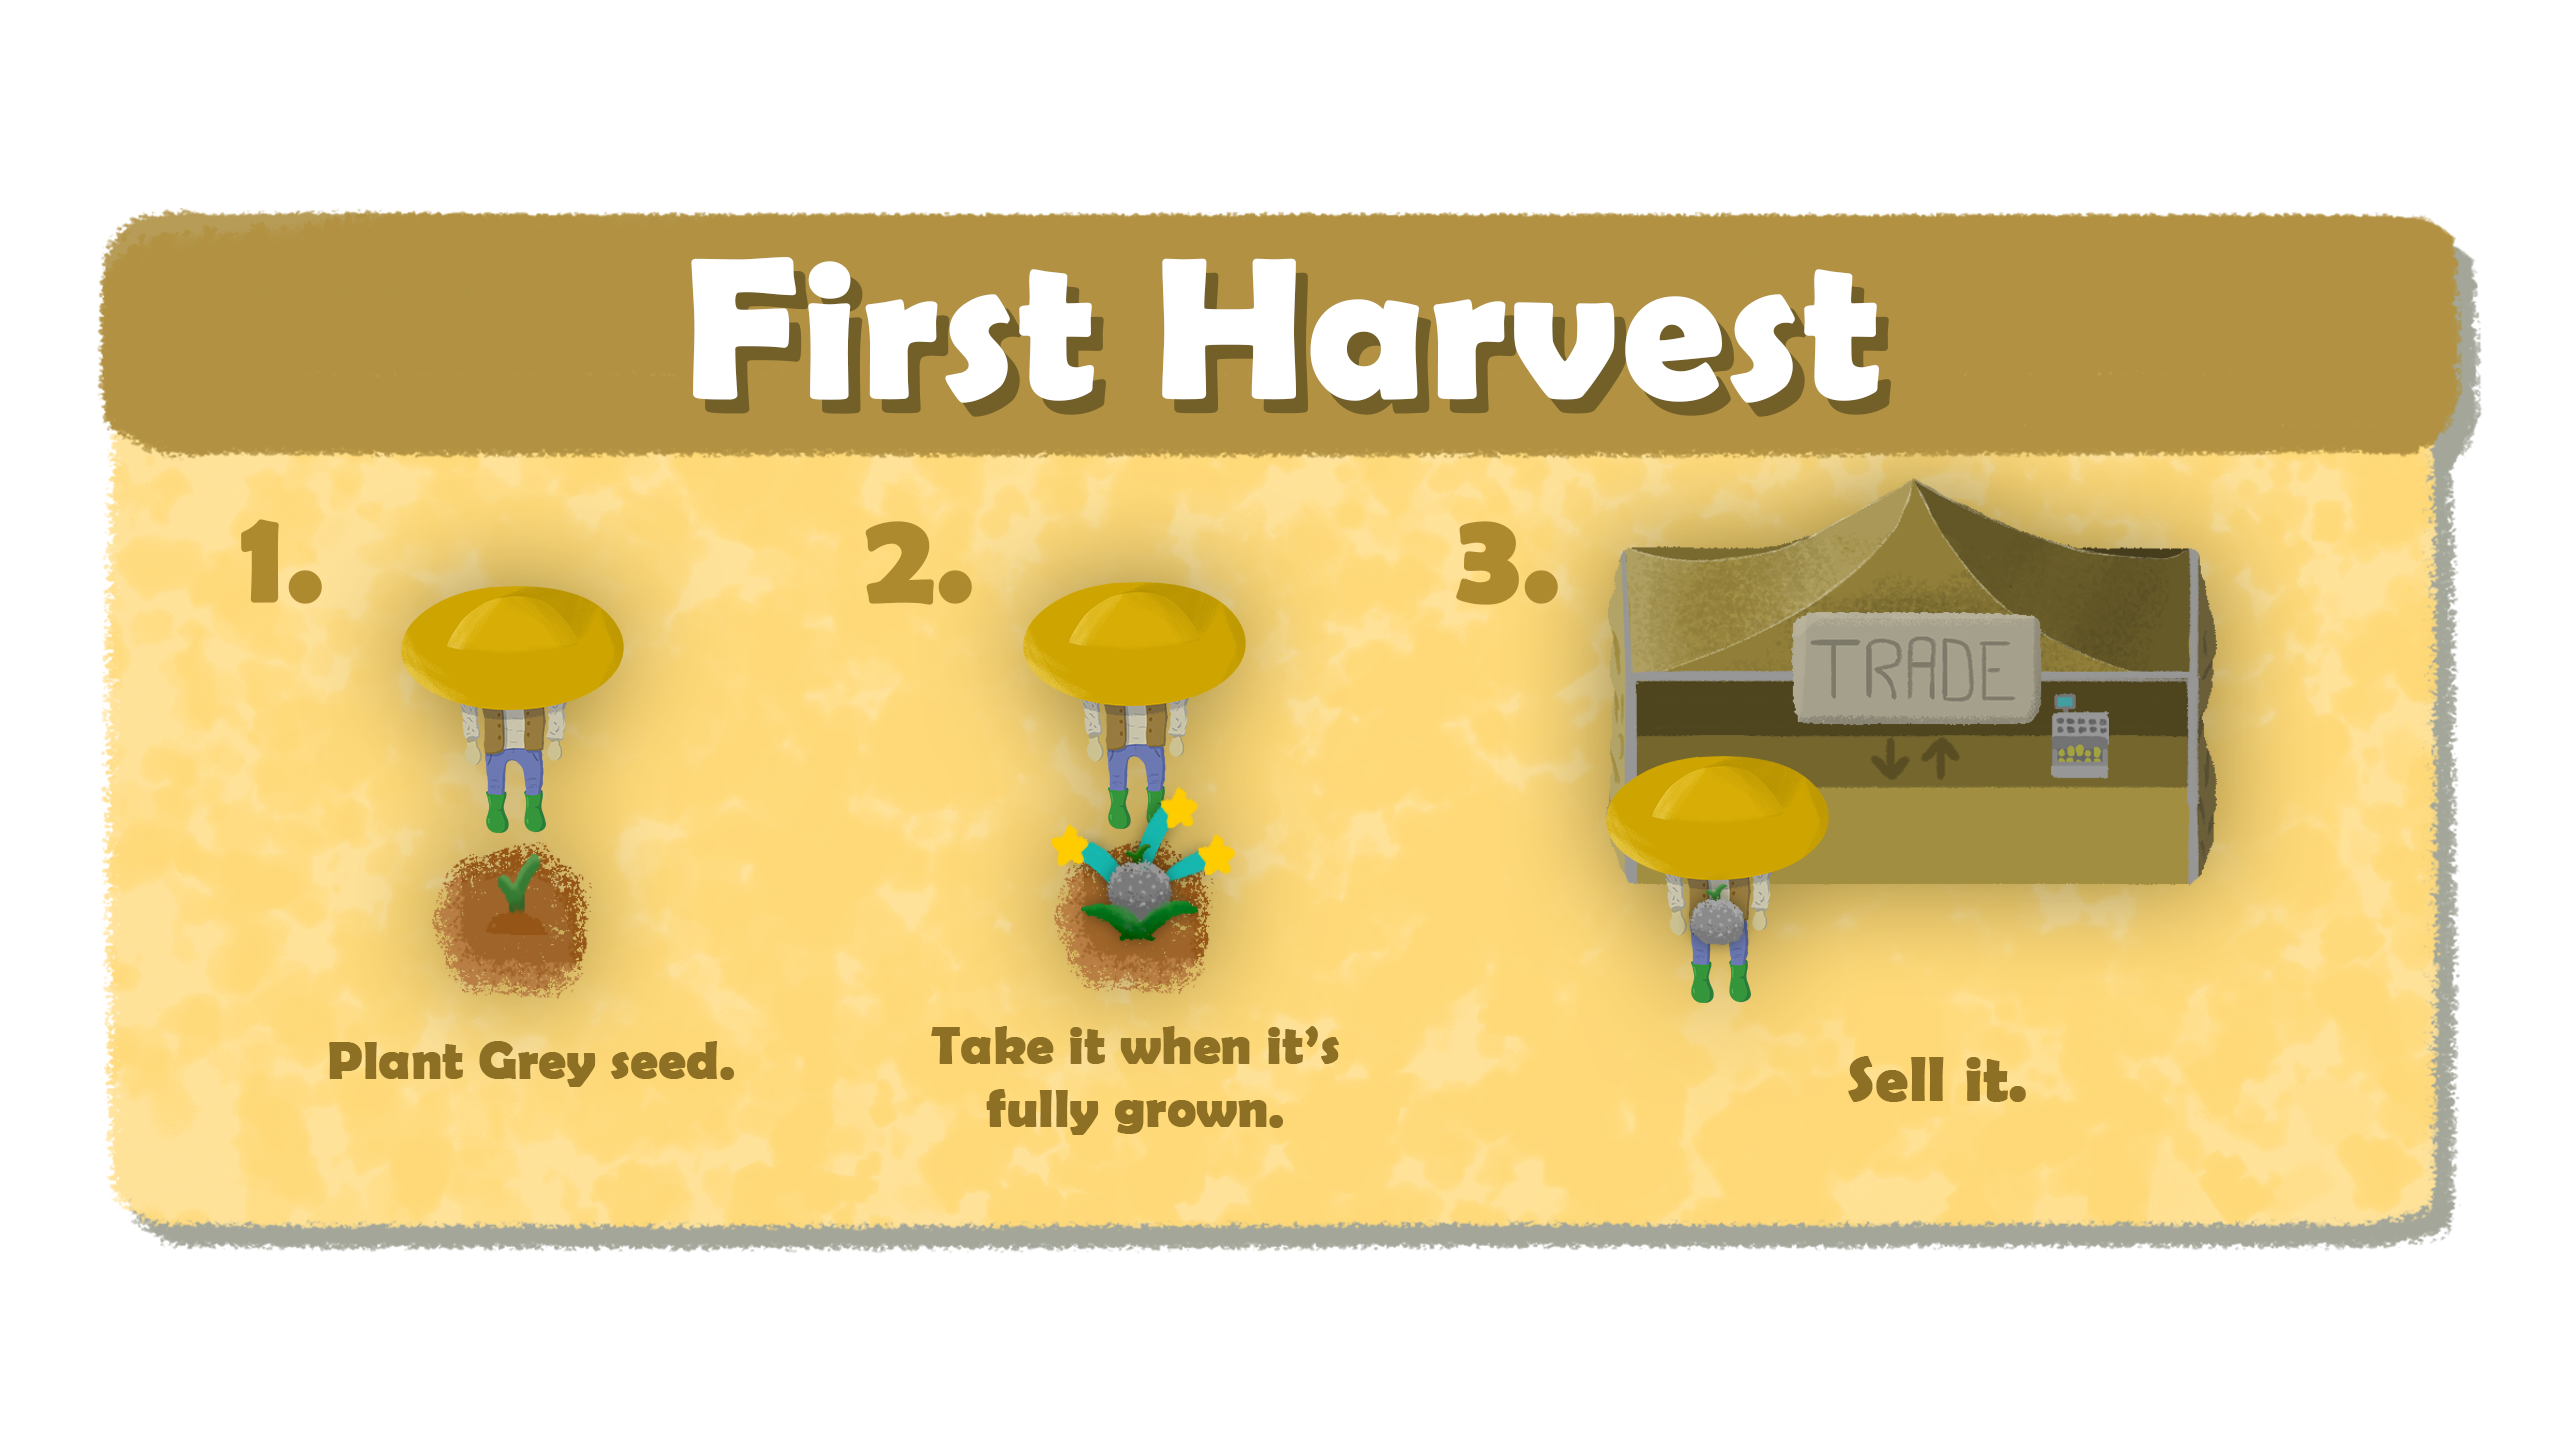 First Harvest
1.
Plant Grey seed.
2.
Take it when it’s
fully grown.
3.
TRADE
Sell it.